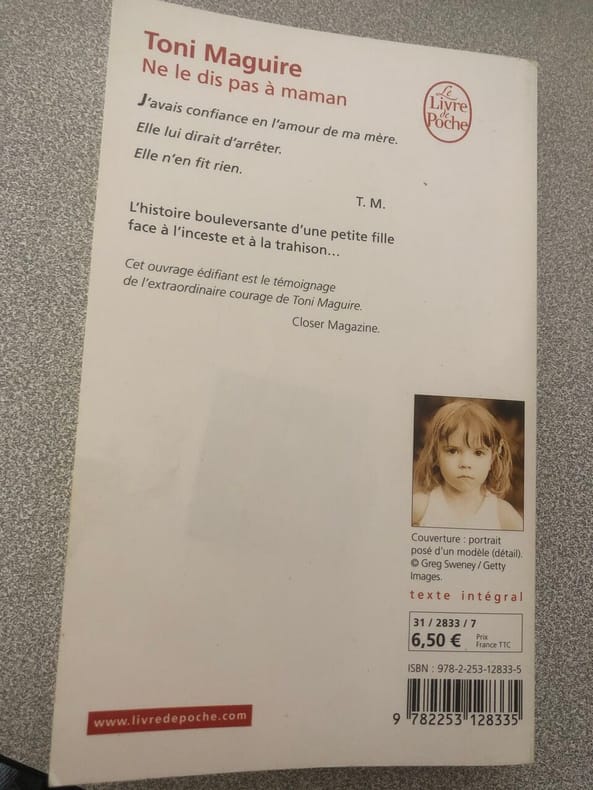 Toni Maguire
Ne le dis pas à maman
Le
Livre
de
Poche
J'avais confiance en l'amour de ma mère.
Elle lui dirait d'arrêter.
Elle n'en fit rien.
T. M.
L'histoire bouleversante d'une petite fille
face à l'inceste et à la trahison...
Cet ouvrage édifiant est le témoignage
de l'extraordinaire courage de Toni Maguire.
Closer Magazine.
Couverture : portrait
posé d'un modèle (détail).
© Greg Sweney / Getty
Images.
texte intégral
31 / 2833 / 7
6,50 € Prix
France TTC
ISBN : 978-2-253-12833-5
9 782253 128335
www.livredepoche.com